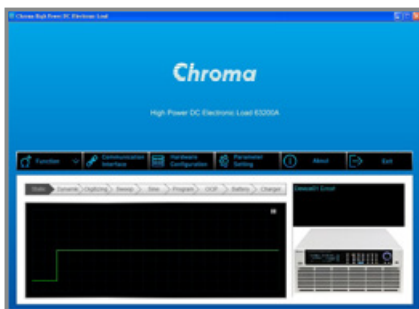 Chroma High Power DC Electronic Load
Chroma
High Power DC Electronic Load 63200A
Function
Communication Interface
Hardware Configuration
Parameter Setting
About
Exit
Static
Dynamic
Digitizing
Sweep
Sine
Program
OCP
Battery
Charger